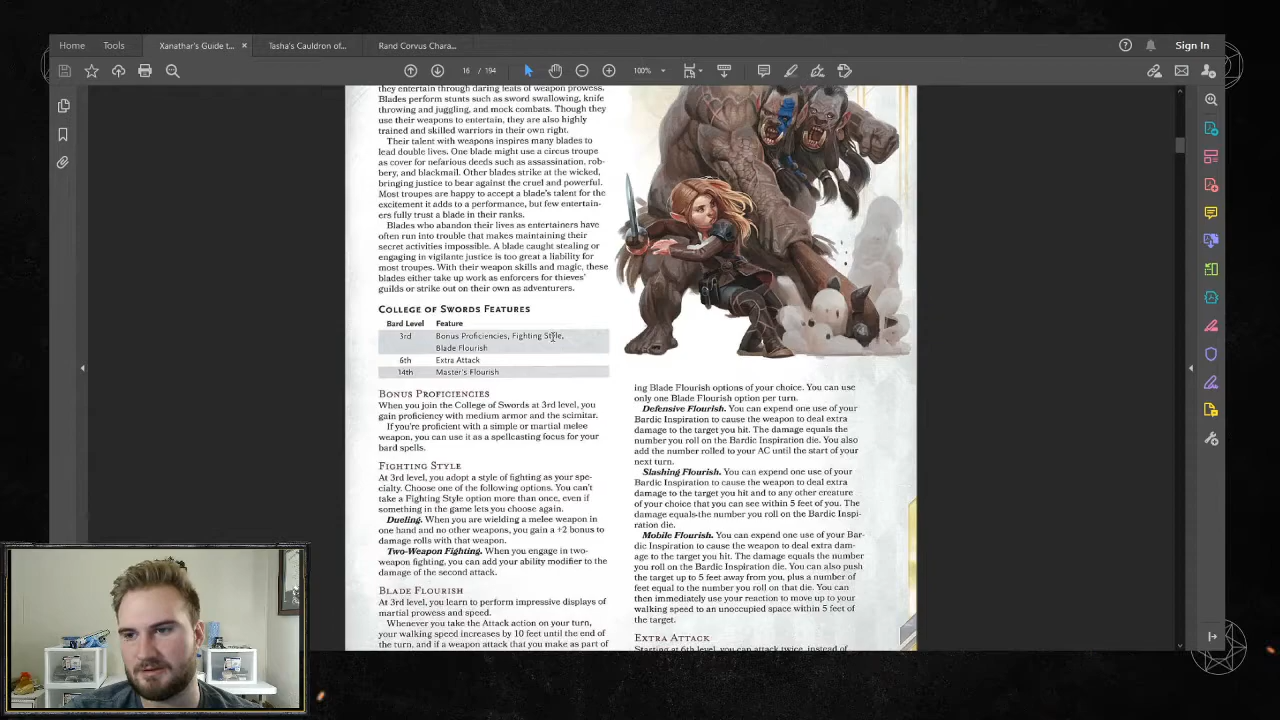 Home
Tools
Xanathar's Guide t...
Tasha's Cauldron of...
Rand Corvus Chara...
Sign In
16 / 194
100%
they entertain through daring leats of weapon prowess.
Blades perform stunts such as sword swallowing, knife
throwing and juggling, and mock combats. Though they
use their weapons to entertain, they are also highly
trained and skilled warriors in their own right.
Their talent with weapons inspires many blades to
lead double lives. One blade might use a circus troupe
as cover for nefarious deeds such as assassination, rob-
bery, and blackmail. Other blades strike at the wicked,
bringing justice to bear against the cruel and powerful.
Most troupes are happy to accept a blade's talent for the
excitement it adds to a performance, but few entertain-
ers fully trust a blade in their ranks.
Blades who abandon their lives as entertainers have
often run into trouble that makes maintaining their
secret activities impossible. A blade caught stealing or
engaging in vigilante justice is too great a liability for
most troupes. With their weapon skills and magic, these
blades either take up work as enforcers for thieves'
guilds or strike out on their own as adventurers.
College of Swords Features
Bard Level Feature
3rd Bonus Proficiencies, Fighting Style,
Blade Flourish
6th Extra Attack
14th Master's Flourish
Bonus Proficiencies
When you join the College of Swords at 3rd level, you
gain proficiency with medium armor and the scimitar.
If you're proficient with a simple or martial melee
weapon, you can use it as a spellcasting focus for your
bard spells.
Fighting Style
At 3rd level, you adopt a style of fighting as your spe-
cialty. Choose one of the following options. You can't
take a Fighting Style option more than once, even if
something in the game lets you choose again.
Dueling. When you are wielding a melee weapon in
one hand and no other weapons, you gain a +2 bonus to
damage rolls with that weapon.
Two-Weapon Fighting. When you engage in two-
weapon fighting, you can add your ability modifier to the
damage of the second attack.
Blade Flourish
At 3rd level, you learn to perform impressive displays of
martial prowess and speed.
Whenever you take the Attack action on your turn,
your walking speed increases by 10 feet until the end of
the turn, and if a weapon attack that you make as part of
ing Blade Flourish options of your choice. You can use
only one Blade Flourish option per turn.
Defensive Flourish. You can expend one use of your
Bardic Inspiration to cause the weapon to deal extra
damage to the target you hit. The damage equals the
number you roll on the Bardic Inspiration die. You also
add the number rolled to your AC until the start of your
next turn.
Slashing Flourish. You can expend one use of your
Bardic Inspiration to cause the weapon to deal extra
damage to the target you hit and to any other creature
of your choice that you can see within 5 feet of you. The
damage equals the number you roll on the Bardic Inspi-
ration die.
Mobile Flourish. You can expend one use of your Bar-
dic Inspiration to cause the weapon to deal extra dam-
age to the target you hit. The damage equals the number
you roll on the Bardic Inspiration die. You can also push
the target up to 5 feet away from you, plus a number of
feet equal to the number you roll on that die. You can
then immediately use your reaction to move up to your
walking speed to an unoccupied space within 5 feet of
the target.
Extra Attack
Starting at 6th level, you can attack twice, instead of